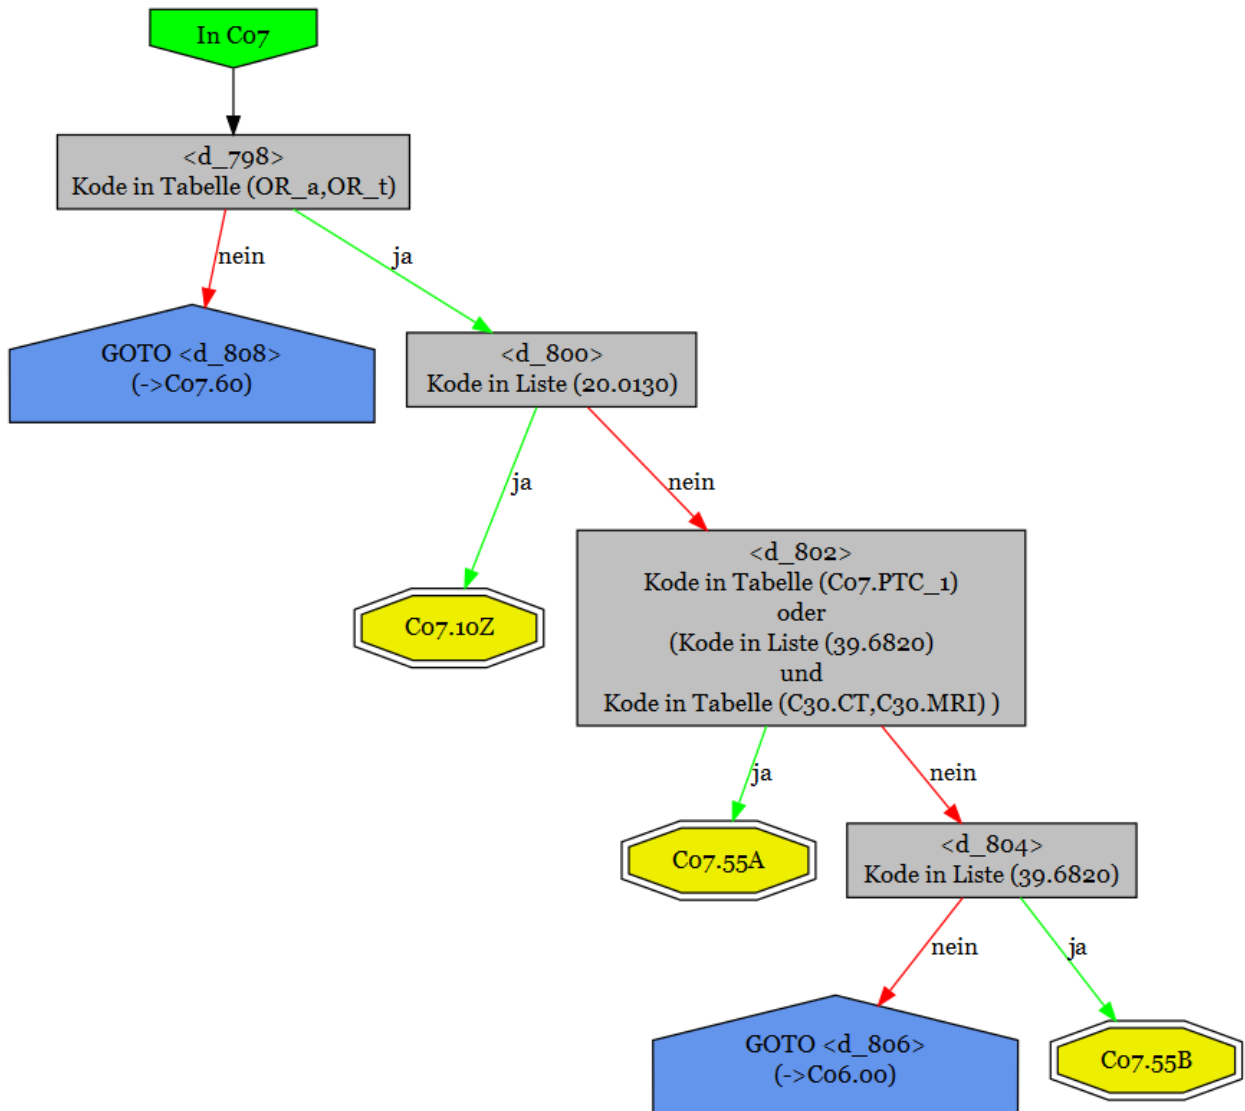 In C07
<d_798>
Kode in Tabelle (OR_a,OR_t)
nein
ja
GOTO <d_808>
(->C07.60)
<d_800>
Kode in Liste (20.0130)
ja
nein
<d_802>
Kode in Tabelle (C07.PTC_1)
oder
(Kode in Liste (39.6820)
und
Kode in Tabelle (C30.CT,C30.MRI) )
C07.10Z
ja
nein
C07.55A
<d_804>
Kode in Liste (39.6820)
nein
ja
GOTO <d_806>
(->C06.00)
C07.55B